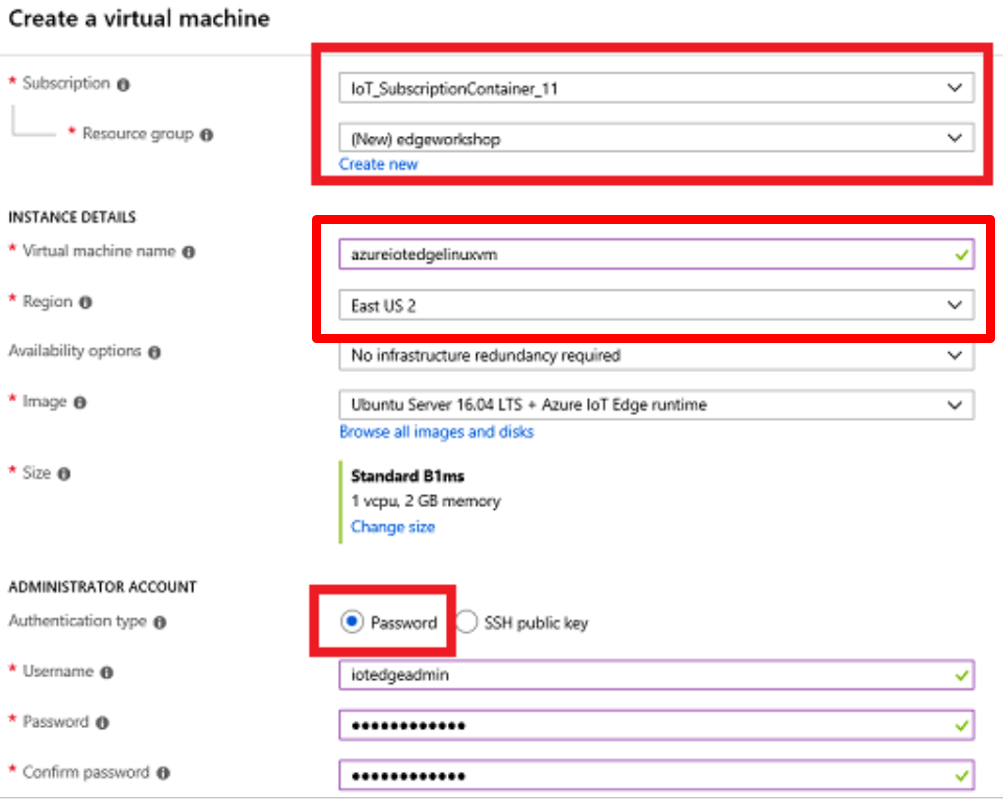 Create a virtual machine
* Subscription
IoT_SubscriptionContainer_11
* Resource group
(New) edgeworkshop
Create new
INSTANCE DETAILS
* Virtual machine name
azureiotedgelinuxvm
* Region
East US 2
Availability options
No infrastructure redundancy required
* Image
Ubuntu Server 16.04 LTS + Azure IoT Edge runtime
Browse all images and disks
* Size
Standard B1ms
1 vcpu, 2 GB memory
Change size
ADMINISTRATOR ACCOUNT
Authentication type
Password SSH public key
* Username
iotedgeadmin
* Password
●●●●●●●●●●●●
* Confirm password
●●●●●●●●●●●●